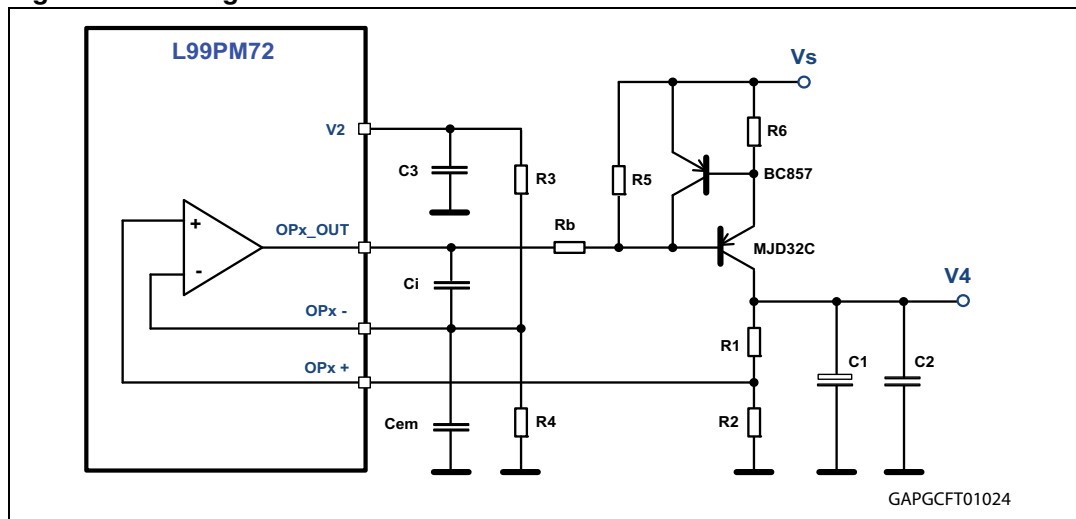 L99PM72
Vs
V2
R6
C3
R3
R5
BC857
OPx_OUT
Rb
+
-
MJD32C
Ci
V4
OPx -
R1
C1
C2
OPx +
Cem
R4
R2
GAPGCFT01024